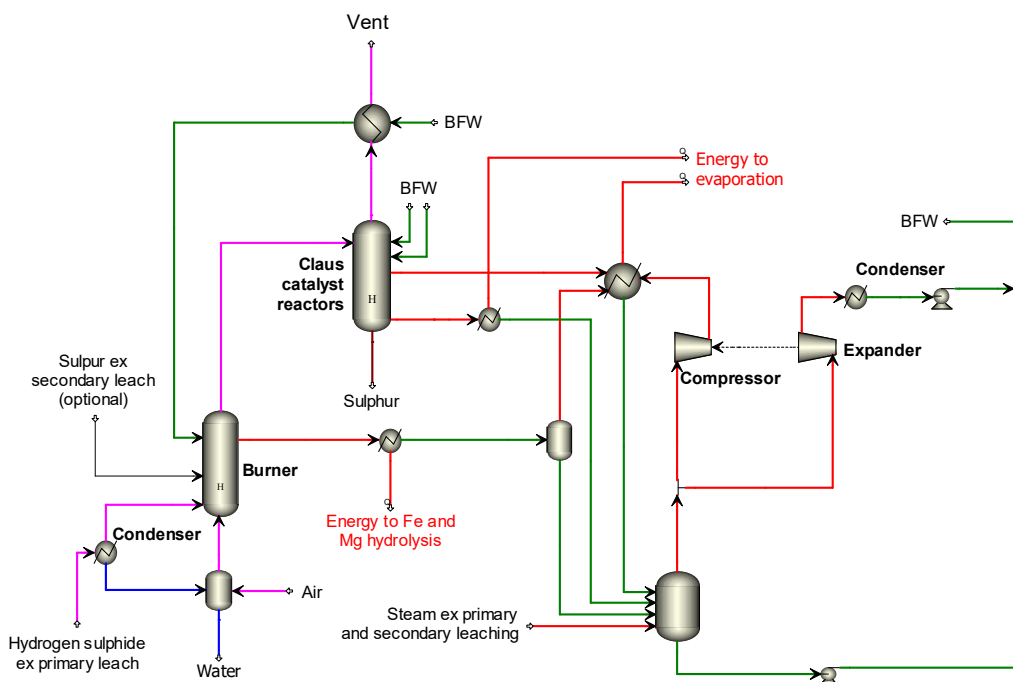 Vent
BFW
Energy to
evaporation
BFW
BFW
Claus
catalyst
reactors
H
Condenser
Expander
Compressor
Sulphur
Sulpur ex
secondary leach
(optional)
Burner
H
Energy to Fe and
Mg hydrolysis
Condenser
Air
Hydrogen sulphide
ex primary leach
Water
Steam ex primary
and secondary leaching